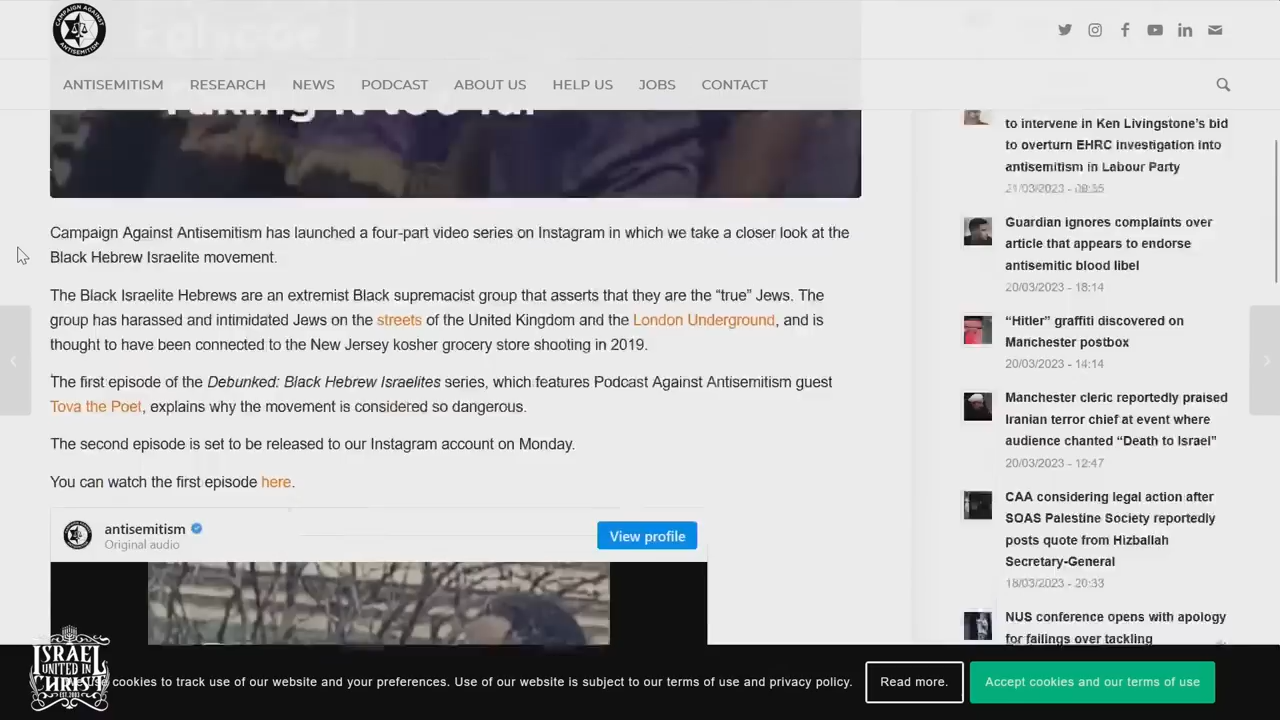 CAMPAIGN AGAINST
ANTISEMITISM
ANTISEMITISM RESEARCH NEWS PODCAST ABOUT US HELP US JOBS CONTACT
Episode 1
Taking it too far
Campaign Against Antisemitism has launched a four-part video series on Instagram in which we take a closer look at the
Black Hebrew Israelite movement.
The Black Israelite Hebrews are an extremist Black supremacist group that asserts that they are the “true” Jews. The
group has harassed and intimidated Jews on the streets of the United Kingdom and the London Underground, and is
thought to have been connected to the New Jersey kosher grocery store shooting in 2019.
The first episode of the Debunked: Black Hebrew Israelites series, which features Podcast Against Antisemitism guest
Tova the Poet, explains why the movement is considered so dangerous.
The second episode is set to be released to our Instagram account on Monday.
You can watch the first episode here.
antisemitism
Original audio
View profile
to intervene in Ken Livingstone’s bid
to overturn EHRC investigation into
antisemitism in Labour Party
Guardian ignores complaints over
article that appears to endorse
antisemitic blood libel
20/03/2023 - 18:14
“Hitler” graffiti discovered on
Manchester postbox
20/03/2023 - 14:14
Manchester cleric reportedly praised
Iranian terror chief at event where
audience chanted “Death to Israel”
20/03/2023 - 12:47
CAA considering legal action after
SOAS Palestine Society reportedly
posts quote from Hizballah
Secretary-General
18/03/2023 - 20:33
NUS conference opens with apology
for failings over tackling
ISRAEL
UNITED IN
CHRIST
EST. 2003
cookies to track use of our website and your preferences. Use of our website is subject to our terms of use and privacy policy.
Read more.
Accept cookies and our terms of use